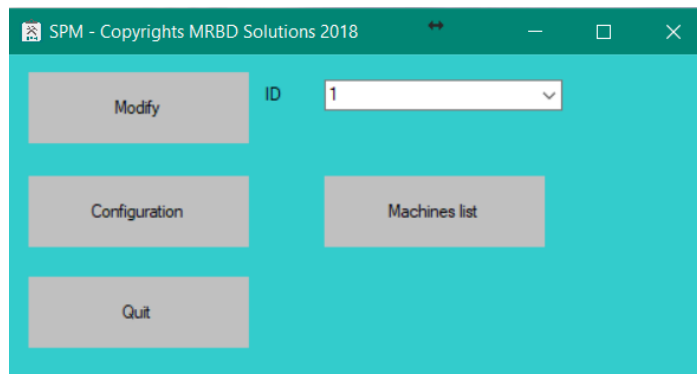 SPM - Copyrights MRBD Solutions 2018
Modify
ID
1
Configuration
Machines list
Quit